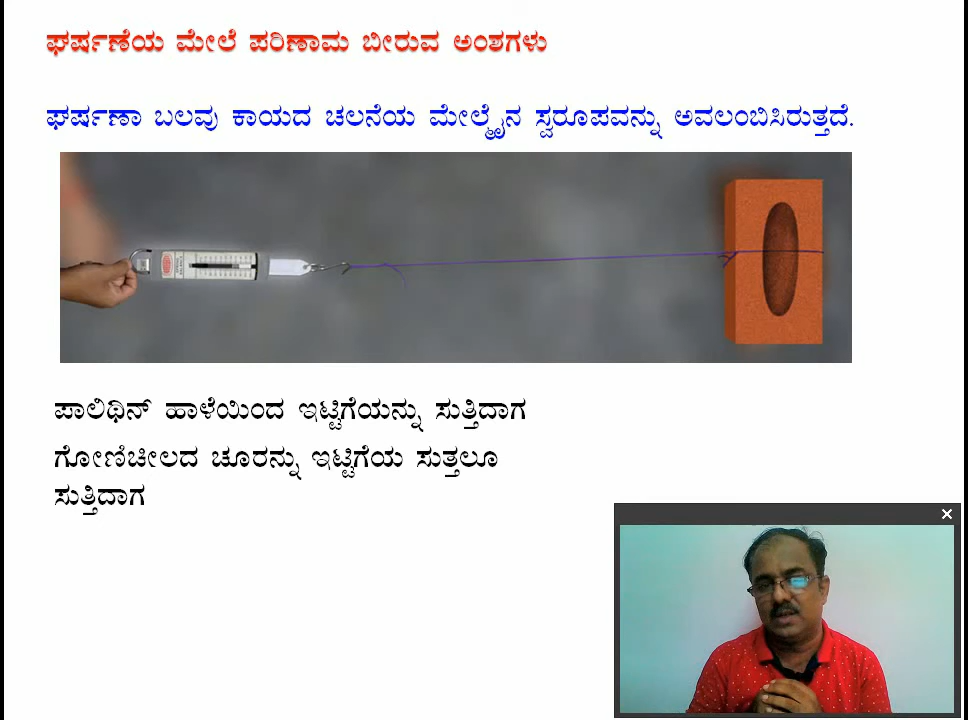 ಘರ್ಷಣೆಯ ಮೇಲೆ ಪರಿಣಾಮ ಬೀರುವ ಅಂಶಗಳು
ಘರ್ಷಣಾ ಬಲವು ಕಾಯದ ಚಲನೆಯ ಮೇಲ್ಮೈನ ಸ್ವರೂಪವನ್ನು ಅವಲಂಬಿಸಿರುತ್ತದೆ.
ಪಾಲಿಥಿನ್ ಹಾಳೆಯಿಂದ ಇಟ್ಟಿಗೆಯನ್ನು ಸುತ್ತಿದಾಗ
ಗೋಣಿಚೀಲದ ಚೂರನ್ನು ಇಟ್ಟಿಗೆಯ ಸುತ್ತಲೂ
ಸುತ್ತಿದಾಗ